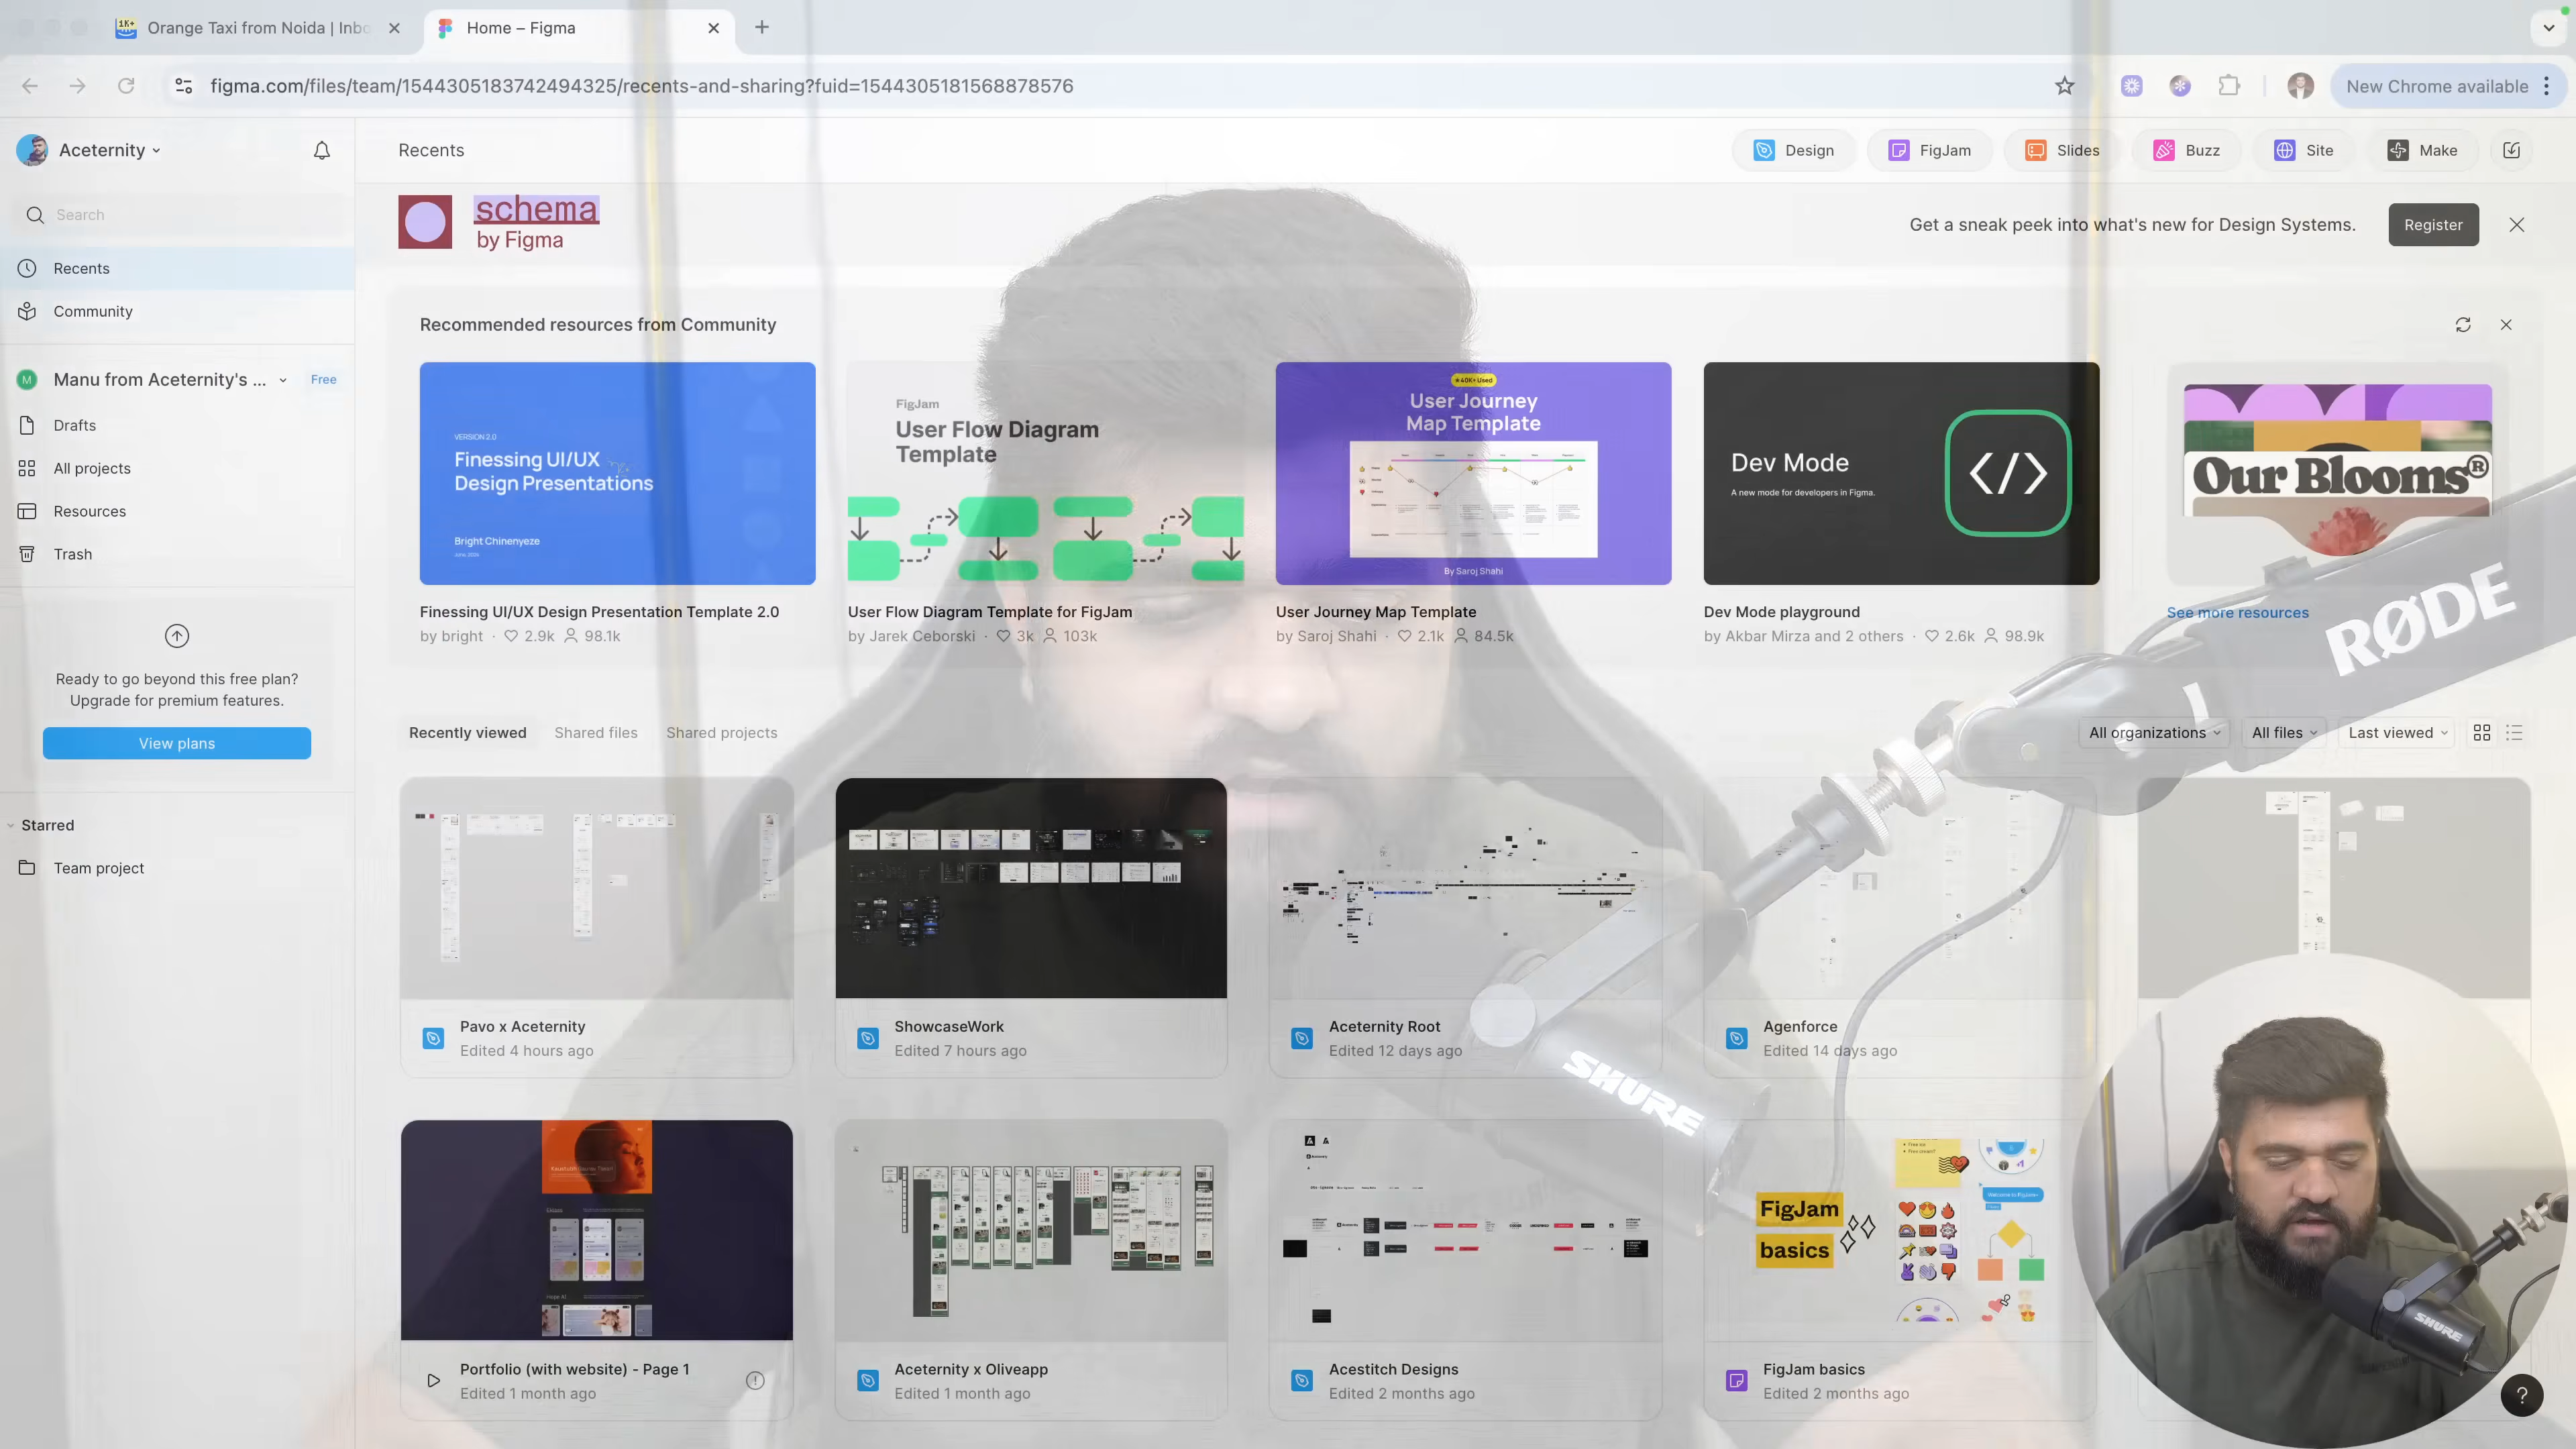 1K+
Orange Taxi from Noida | Inbo
Home – Figma
figma.com/files/team/1544305183742494325/recents-and-sharing?fuid=1544305181568878576
New Chrome available
Aceternity
Recents
Design
FigJam
Slides
Buzz
Site
Make
Search
Recents
Community
M
Manu from Aceternity's ...
Free
Drafts
All projects
Resources
Trash
Ready to go beyond this free plan?
Upgrade for premium features.
View plans
Starred
Team project
schema
by Figma
Get a sneak peek into what's new for Design Systems.
Register
Recommended resources from Community
VERSION 2.0
Finessing UI/UX
Design Presentations
Bright Chinenyeze
FigJam
User Flow Diagram
Template
40K+ Used
User Journey
Map Template
By Saroj Shahi
Dev Mode
A new mode for developers in Figma.
</>
Our Blooms®
Finessing UI/UX Design Presentation Template 2.0
by bright · 2.9k 98.1k
User Flow Diagram Template for FigJam
by Jarek Ceborski · 3k 103k
User Journey Map Template
by Saroj Shahi · 2.1k 84.5k
Dev Mode playground
by Akbar Mirza and 2 others · 2.6k 98.9k
See more resources
RØDE
Recently viewed
Shared files
Shared projects
All organizations
All files
Last viewed
Pavo x Aceternity
Edited 4 hours ago
ShowcaseWork
Edited 7 hours ago
Aceternity Root
Edited 12 days ago
Agenforce
Edited 14 days ago
SHURE
FigJam
basics
Portfolio (with website) - Page 1
Edited 1 month ago
Aceternity x Oliveapp
Edited 1 month ago
Acestitch Designs
Edited 2 months ago
FigJam basics
Edited 2 months ago
SHURE
?